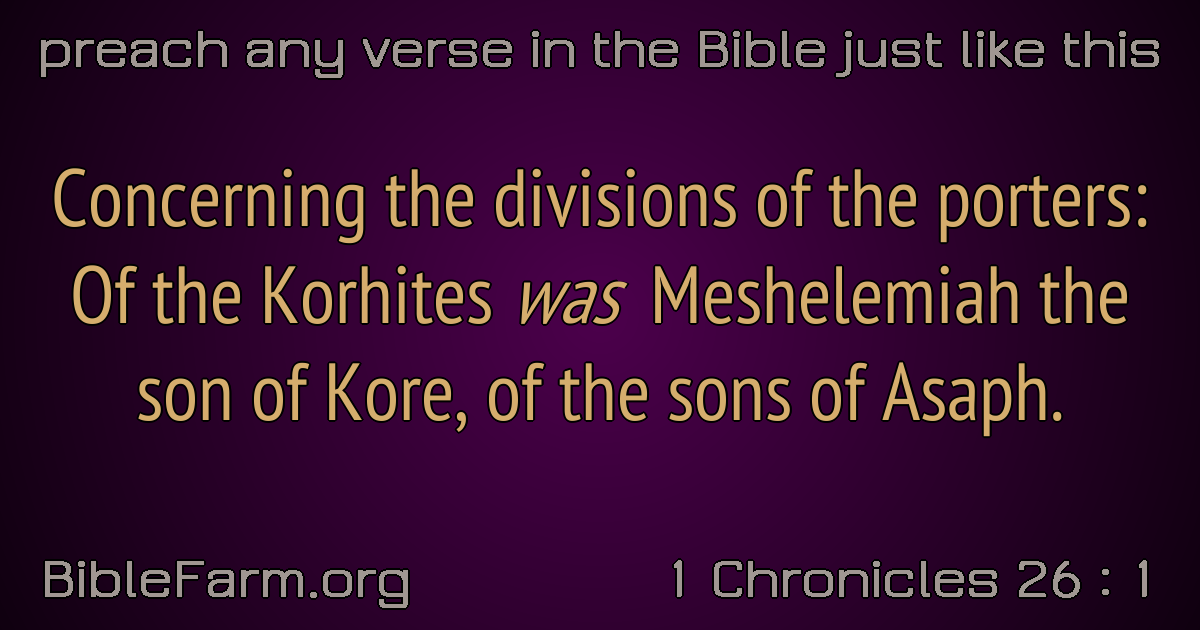 preach any verse in the Bible just like this
Concerning the divisions of the porters:
Of the Korhites was Meshelemiah the
son of Kore, of the sons of Asaph.
BibleFarm.org
1 Chronicles 26 : 1